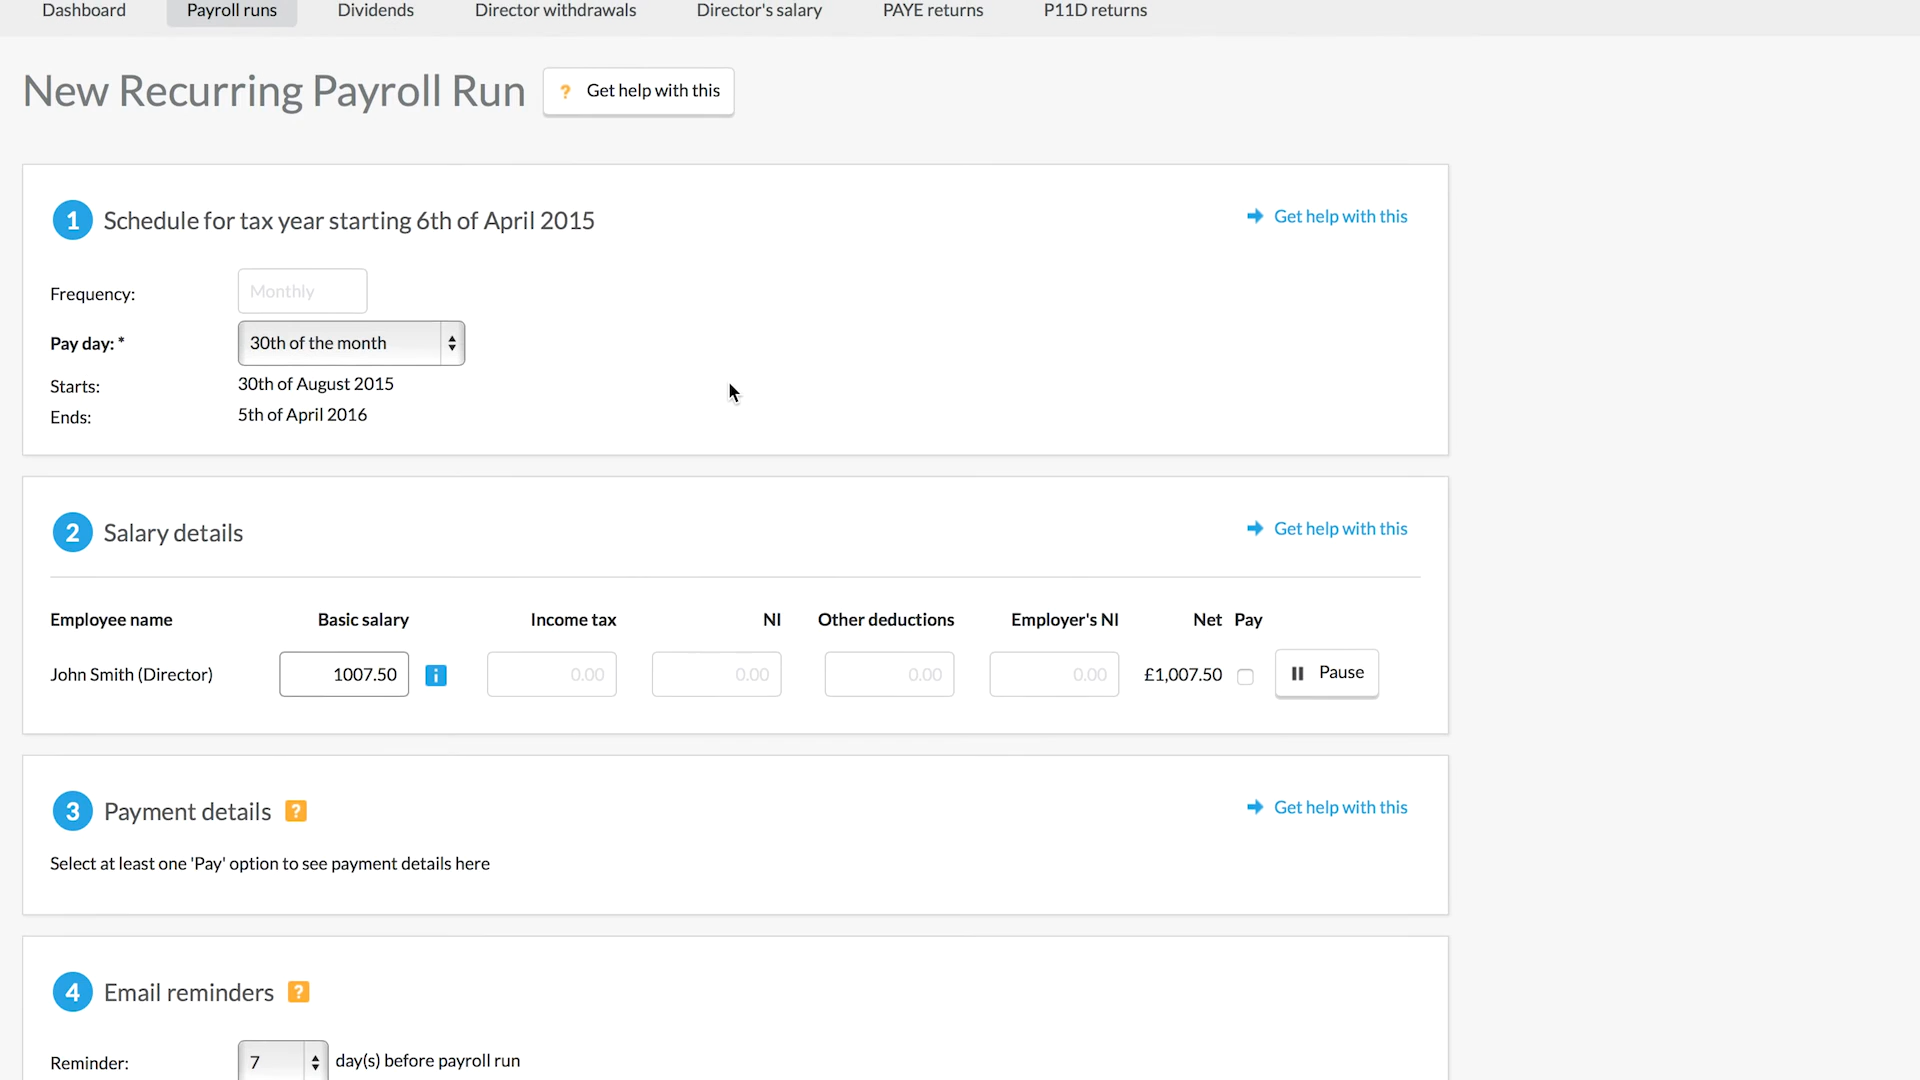 Dashboard Payroll runs Dividends Director withdrawals Director's salary PAYE returns P11D returns
New Recurring Payroll Run ? Get help with this
1 Schedule for tax year starting 6th of April 2015 Get help with this
Frequency: Monthly
Pay day: * 30th of the month
Starts: 30th of August 2015
Ends: 5th of April 2016
2 Salary details Get help with this
Employee name Basic salary Income tax NI Other deductions Employer's NI Net Pay
John Smith (Director) 1007.50 i 0.00 0.00 0.00 0.00 £1,007.50 Pause
3 Payment details ? Get help with this
Select at least one 'Pay' option to see payment details here
4 Email reminders ?
Reminder: 7 day(s) before payroll run